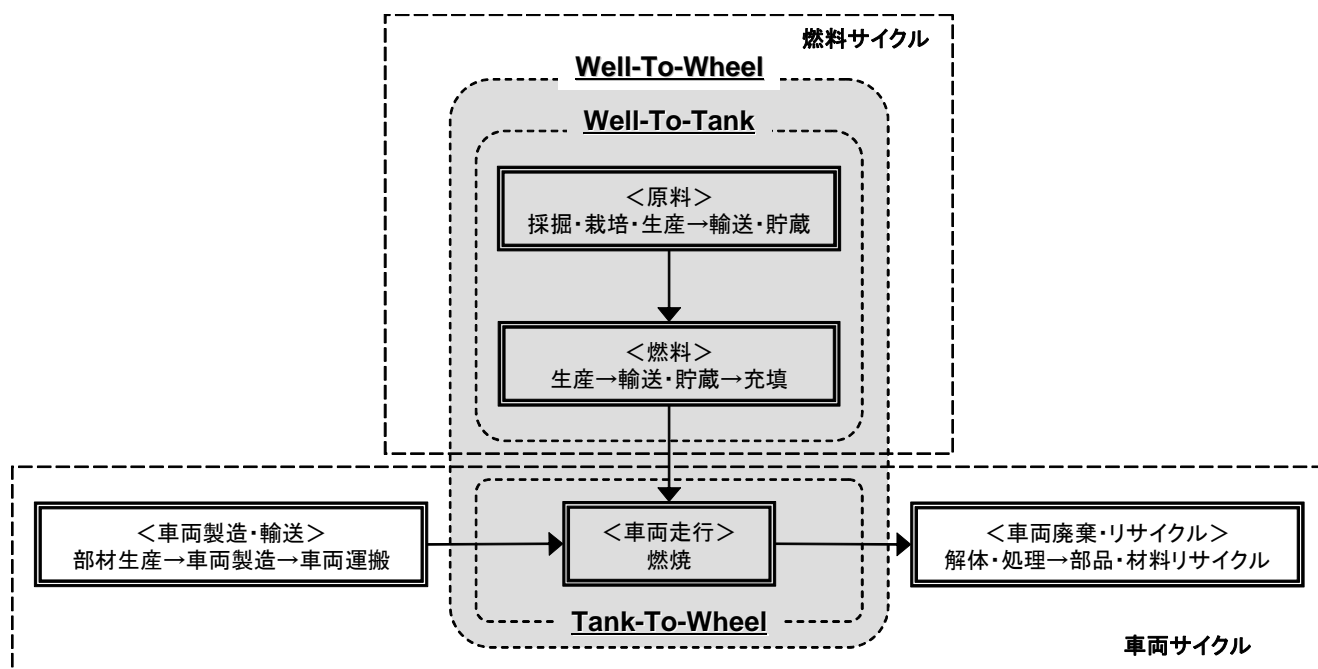 燃料サイクル
Well-To-Wheel
Well-To-Tank
＜原料＞
採掘・栽培・生産→輸送・貯蔵
＜燃料＞
生産→輸送・貯蔵→充填
＜車両製造・輸送＞
部材生産→車両製造→車両運搬
＜車両走行＞
燃焼
＜車両廃棄・リサイクル＞
解体・処理→部品・材料リサイクル
Tank-To-Wheel
車両サイクル